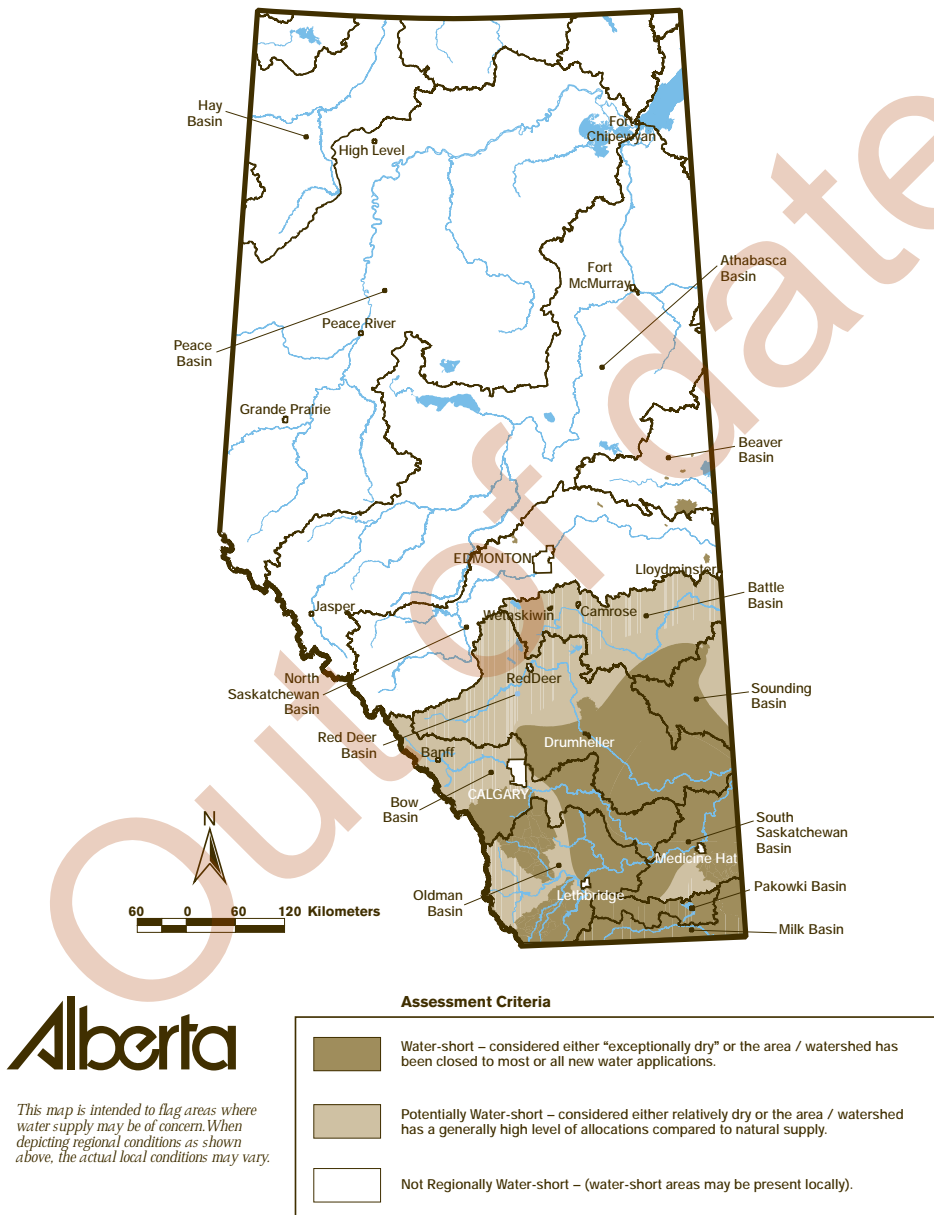 Hay
Basin
High Level
Fort
Chipewyan
Fort
McMurray
Athabasca
Basin
Peace River
Peace
Basin
Grande Prairie
Beaver
Basin
EDMONTON
Lloydminster
Jasper
Wetaskiwin
Camrose
Battle
Basin
North
Saskatchewan
Basin
RedDeer
Sounding
Basin
Red Deer
Basin
Drumheller
Banff
CALGARY
Bow
Basin
South
Saskatchewan
Basin
Medicine Hat
Oldman
Basin
Lethbridge
Pakowki Basin
Milk Basin
N
60 0 60 120 Kilometers
Out of date
Alberta
This map is intended to flag areas where
water supply may be of concern.When
depicting regional conditions as shown
above, the actual local conditions may vary.
Assessment Criteria
Water-short – considered either “exceptionally dry” or the area / watershed has
been closed to most or all new water applications.
Potentially Water-short – considered either relatively dry or the area / watershed
has a generally high level of allocations compared to natural supply.
Not Regionally Water-short – (water-short areas may be present locally).